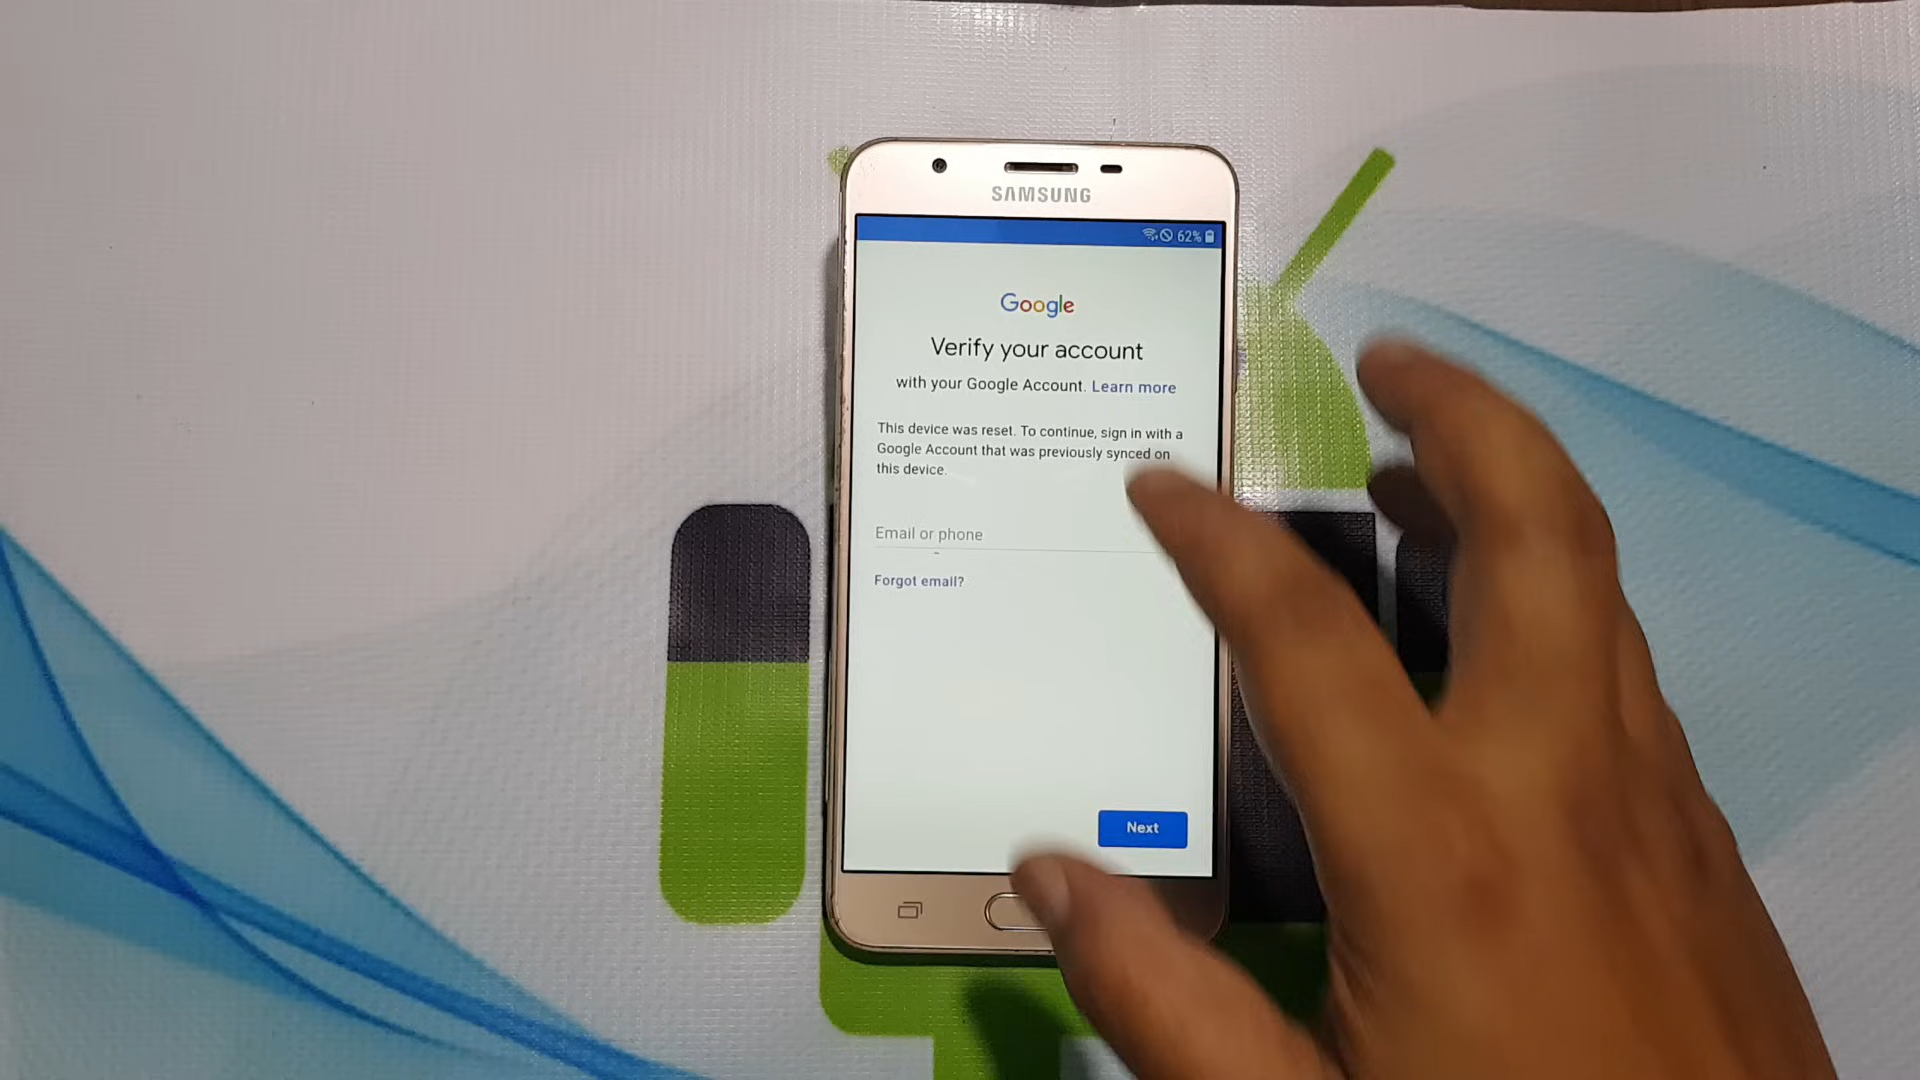 SAMSUNG
62%
Google
Verify your account
with your Google Account. Learn more
This device was reset. To continue, sign in with a
Google Account that was previously synced on
this device.
Email or phone
Forgot email?
Next